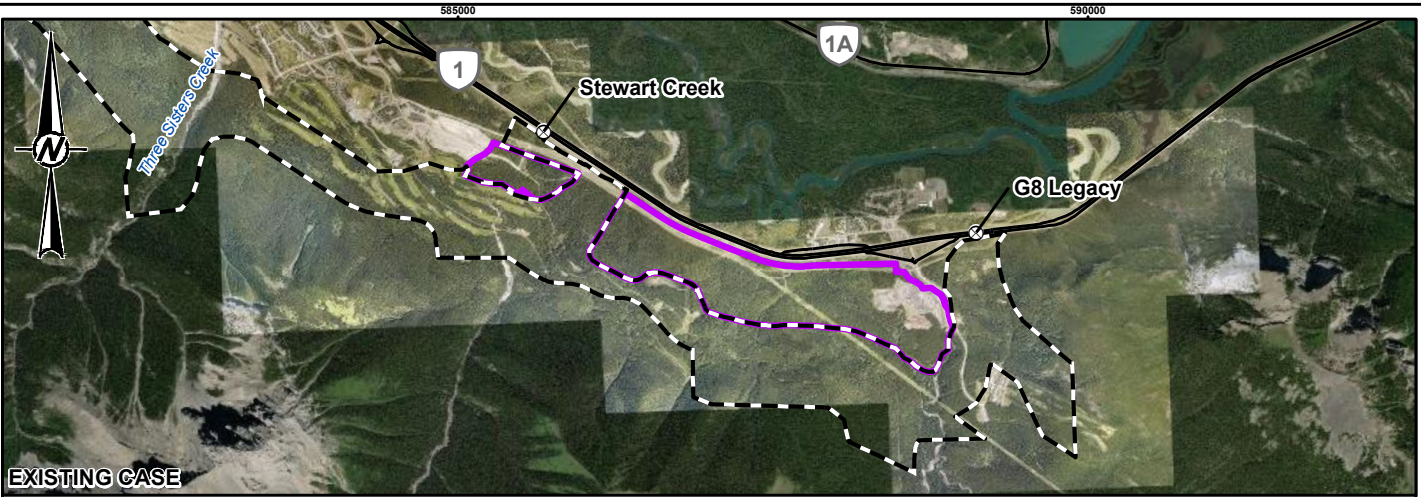 585000
590000
1
1A
Stewart Creek
Three Sisters Creek
N
G8 Legacy
EXISTING CASE